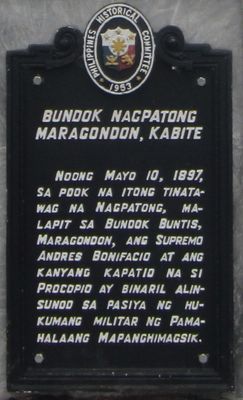 PHILIPPINES HISTORICAL COMMITTEE
1953
BUNDOK NAGPATONG
MARAGONDON, KABITE
NOONG MAYO 10, 1897,
SA POOK NA ITONG TINATA-
WAG NA NAGPATONG, MA-
LAPIT SA BUNDOK BUNTIS,
MARAGONDON, ANG SUPREMO
ANDRES BONIFACIO AT ANG
KANYANG KAPATID NA SI
PROCOPIO AY BINARIL ALIN-
SUNOD SA PASIYA NG HU-
KUMANG MILITAR NG PAMA-
HALAANG MAPANGHIMAGSIK.